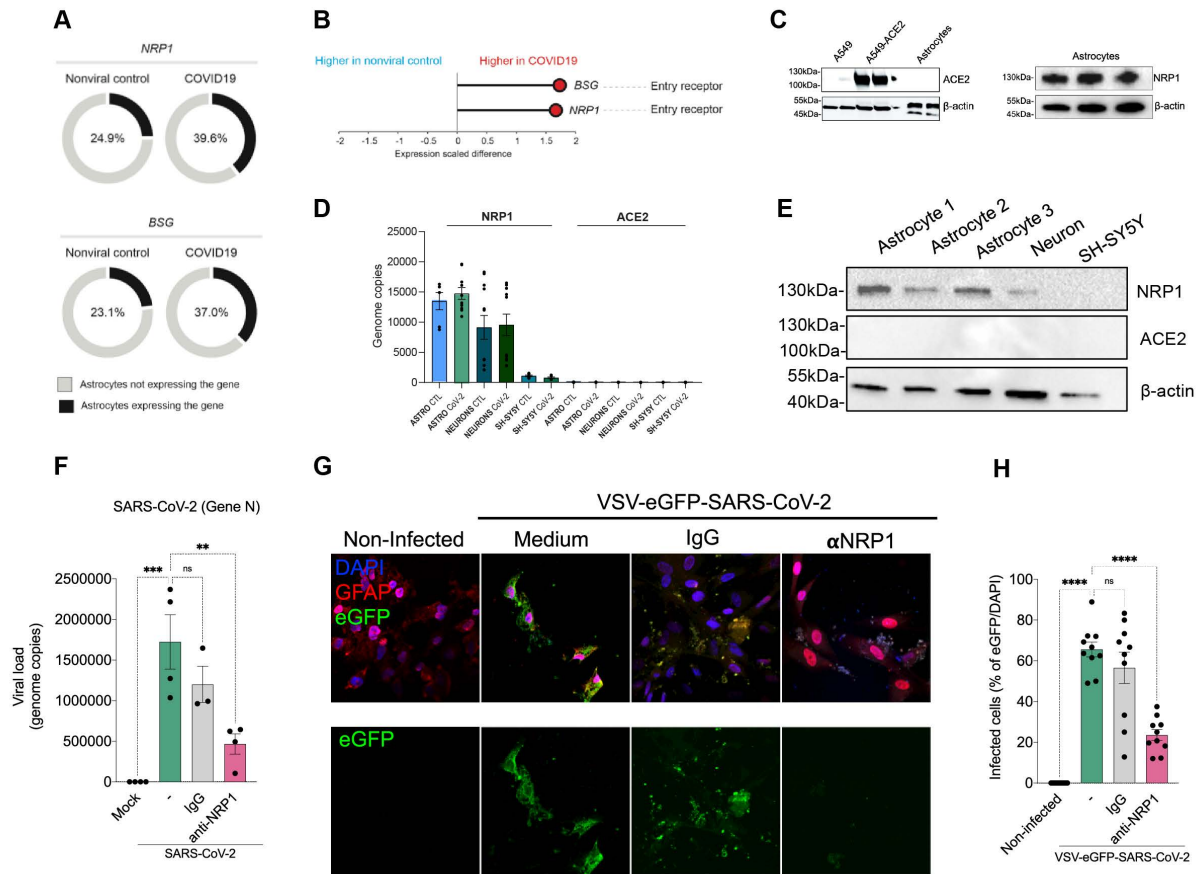 A
NRP1
Nonviral control
COVID19
24.9%
39.6%
BSG
Nonviral control
COVID19
23.1%
37.0%
Astrocytes not expressing the gene
Astrocytes expressing the gene
B
Higher in nonviral control
Higher in COVID19
BSG
Entry receptor
NRP1
Entry receptor
-2 -1.5 -1 -0.5 0 0.5 1 1.5 2
Expression scaled difference
C
A549
A549-ACE2
Astrocytes
130kDa-
100kDa-
ACE2
55kDa-
45kDa-
β-actin
Astrocytes
130kDa-
NRP1
55kDa-
45kDa-
β-actin
D
NRP1
ACE2
Genome copies
25000
20000
15000
10000
5000
0
ASTRO CTL
ASTRO CoV-2
NEURONS CTL
NEURONS CoV-2
SH-SY5Y CTL
SH-SY5Y CoV-2
ASTRO CTL
ASTRO CoV-2
NEURONS CTL
NEURONS CoV-2
SH-SY5Y CTL
SH-SY5Y CoV-2
E
Astrocyte 1
Astrocyte 2
Astrocyte 3
Neuron
SH-SY5Y
130kDa-
NRP1
130kDa-
100kDa-
ACE2
55kDa-
40kDa-
β-actin
F
SARS-CoV-2 (Gene N)
**
***
ns
Viral load
(genome copies)
2500000
2000000
1500000
1000000
500000
0
Mock
-
IgG
anti-NRP1
SARS-CoV-2
G
VSV-eGFP-SARS-CoV-2
Non-Infected
Medium
IgG
αNRP1
DAPI
GFAP
eGFP
eGFP
H
****
****
ns
Infected cells (% of eGFP/DAPI)
100
80
60
40
20
0
Non-infected
-
IgG
anti-NRP1
VSV-eGFP-SARS-CoV-2